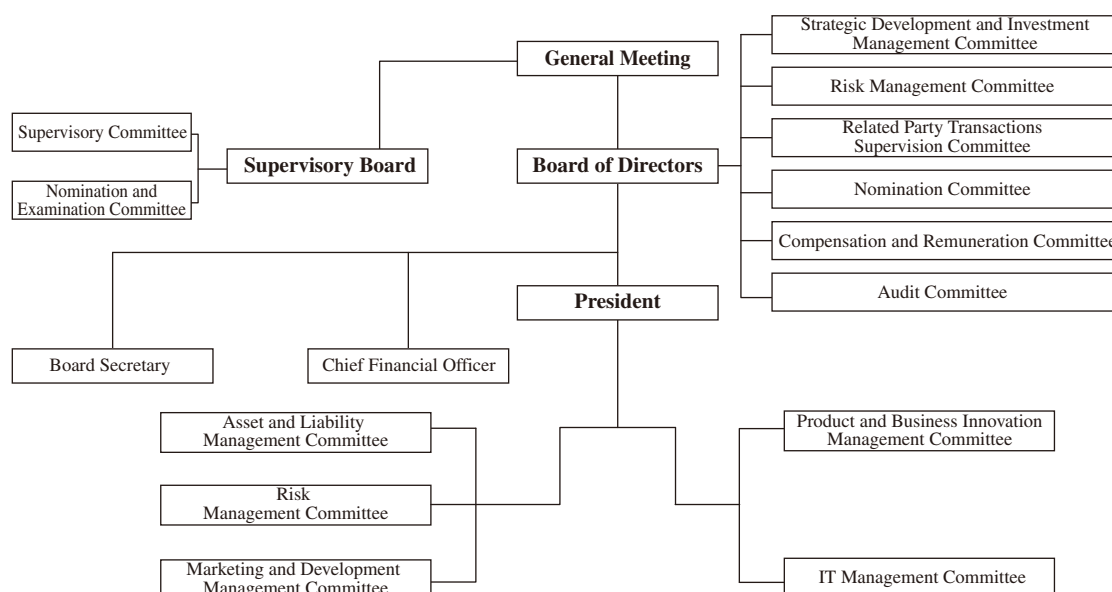 Strategic Development and Investment
Management Committee
General Meeting
Risk Management Committee
Supervisory Committee
Related Party Transactions
Supervision Committee
Supervisory Board
Board of Directors
Nomination and
Examination Committee
Nomination Committee
Compensation and Remuneration Committee
President
Audit Committee
Board Secretary
Chief Financial Officer
Asset and Liability
Management Committee
Product and Business Innovation
Management Committee
Risk
Management Committee
Marketing and Development
Management Committee
IT Management Committee